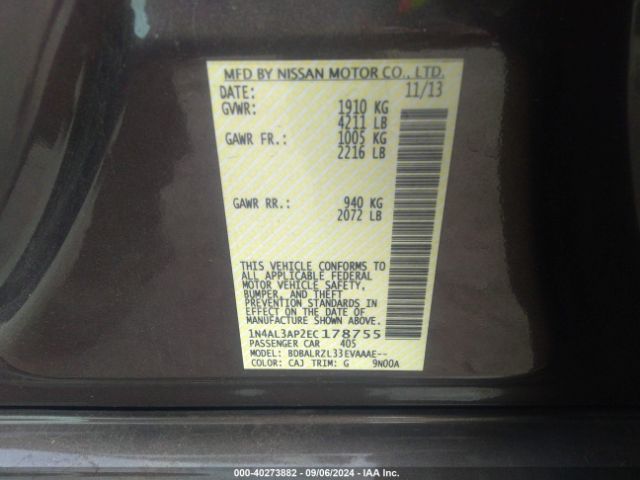 MFD BY NISSAN MOTOR CO., LTD.
DATE: 11/13
GVWR: 1910 KG
4211 LB
GAWR FR.: 1005 KG
2216 LB
GAWR RR.: 940 KG
2072 LB
THIS VEHICLE CONFORMS TO
ALL APPLICABLE FEDERAL
MOTOR VEHICLE SAFETY,
BUMPER, AND THEFT
PREVENTION STANDARDS IN
EFFECT ON THE DATE OF
MANUFACTURE SHOWN ABOVE.
1N4AL3AP2EC178755
PASSENGER CAR 405
MODEL: BDBALRZL33EVAAAE--
COLOR: CAJ TRIM: G 9N00A
000-40273882 - 09/06/2024 - IAA Inc.